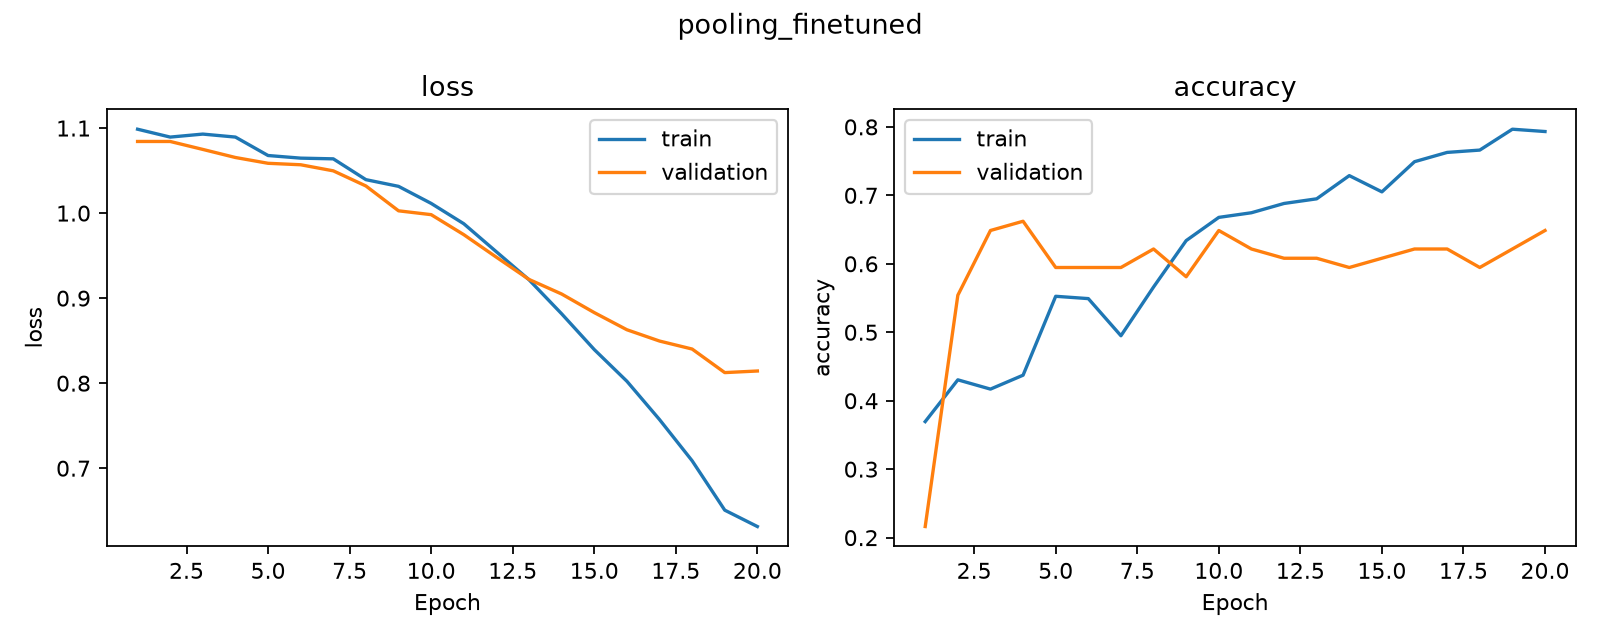 pooling_finetuned
loss
train
validation
1.1
1.0
0.9
0.8
0.7
loss
2.5 5.0 7.5 10.0 12.5 15.0 17.5 20.0
Epoch
accuracy
train
validation
0.8
0.7
0.6
0.5
0.4
0.3
0.2
accuracy
2.5 5.0 7.5 10.0 12.5 15.0 17.5 20.0
Epoch